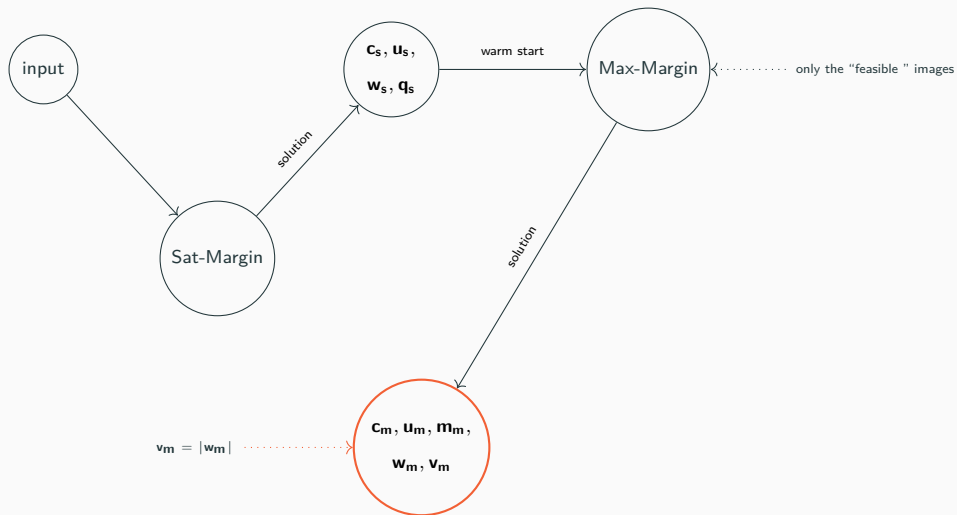 input
c_s, u_s,
w_s, q_s
warm start
Max-Margin
only the “feasible ” images
solution
Sat-Margin
solution
c_m, u_m, m_m,
w_m, v_m
v_m = |w_m|